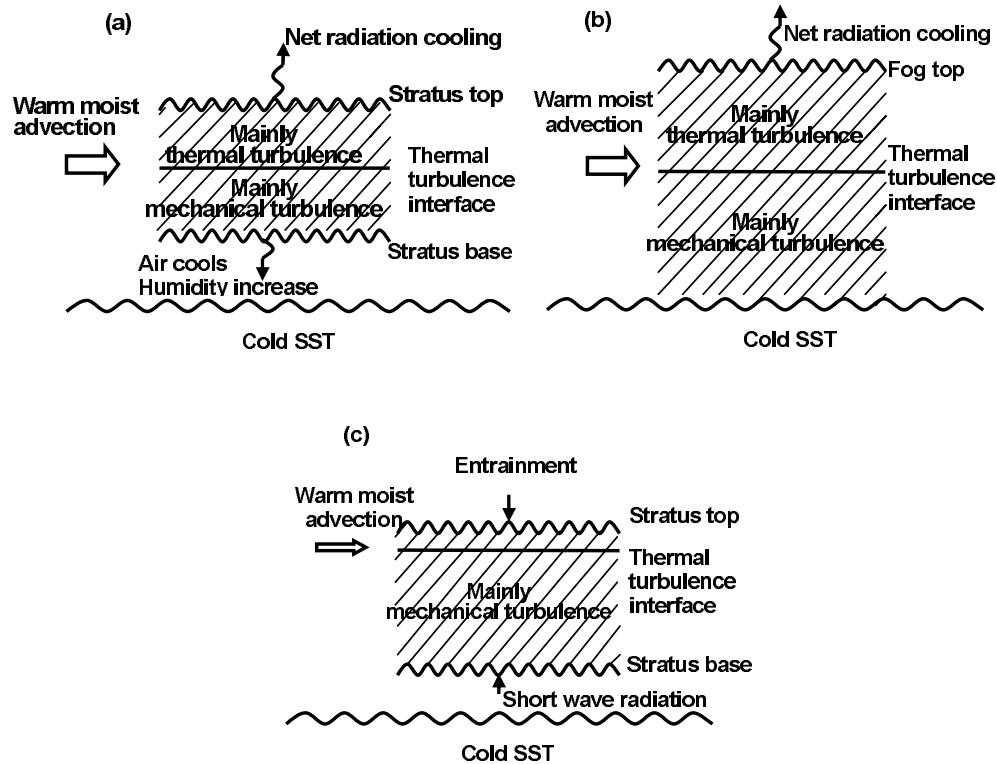 (a)
Net radiation cooling
Stratus top
Warm moist
advection
Mainly
thermal turbulence
Thermal
turbulence
interface
Mainly
mechanical turbulence
Stratus base
Air cools
Humidity increase
Cold SST
(b)
Net radiation cooling
Fog top
Warm moist
advection
Mainly
thermal turbulence
Thermal
turbulence
interface
Mainly
mechanical turbulence
Cold SST
(c)
Entrainment
Warm moist
advection
Stratus top
Thermal
turbulence
interface
Mainly
mechanical turbulence
Stratus base
Short wave radiation
Cold SST